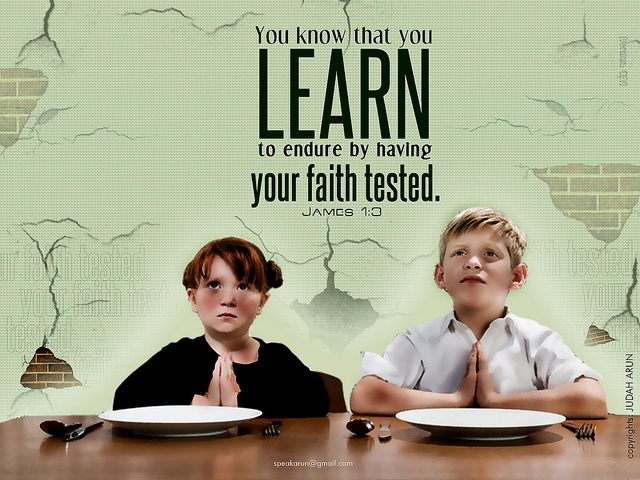 You know that you
LEARN
to endure by having
your faith tested.
JAMES 1:3
copyrights | JUDAH ARUN
speakarun@gmail.com